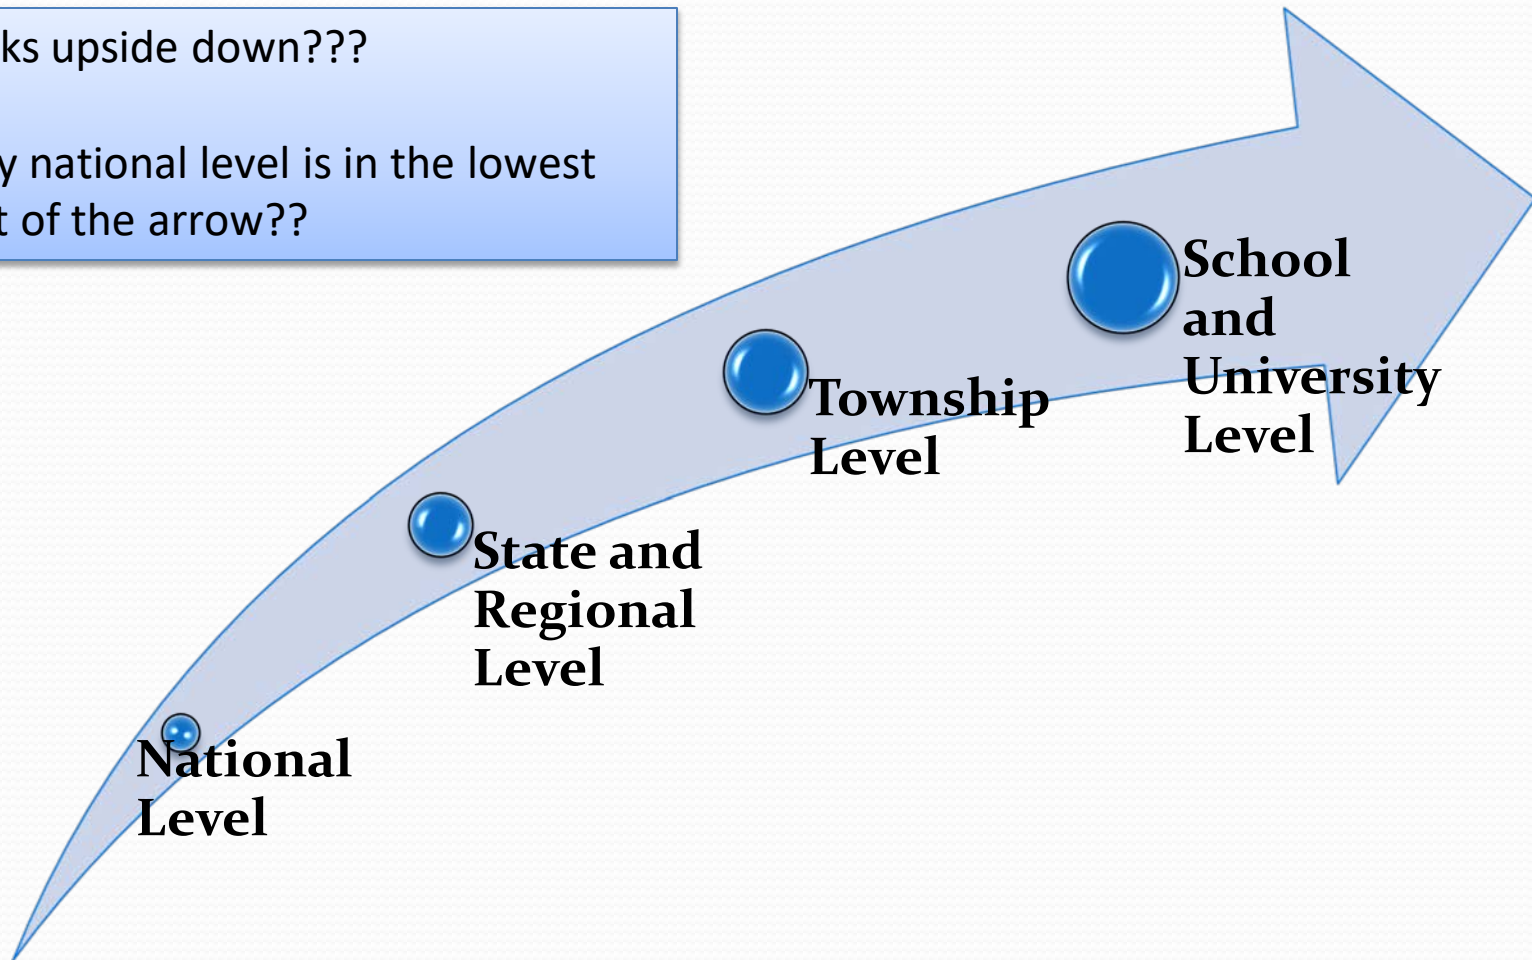 ks upside down???
y national level is in the lowest
t of the arrow??
School
and
University
Level
Township
Level
State and
Regional
Level
National
Level